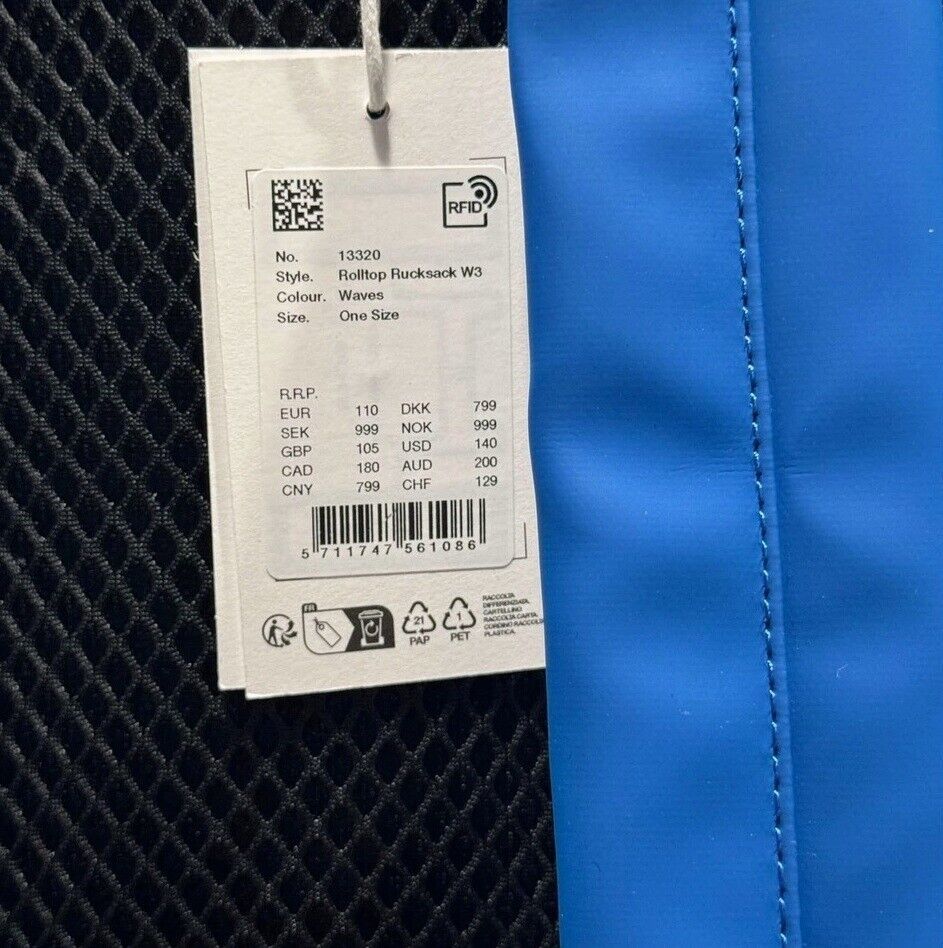 RFID
No. 13320
Style. Rolltop Rucksack W3
Colour. Waves
Size. One Size
R.R.P.
EUR 110 DKK 799
SEK 999 NOK 999
GBP 105 USD 140
CAD 180 AUD 200
CNY 799 CHF 129
5 711747 561086
FR
21
PAP
1
PET
RACCOLTA
DIFFERENZIATA.
CARTELLINO
RACCOLTA CARTA.
CORDINO RACCOLTA
PLASTICA.